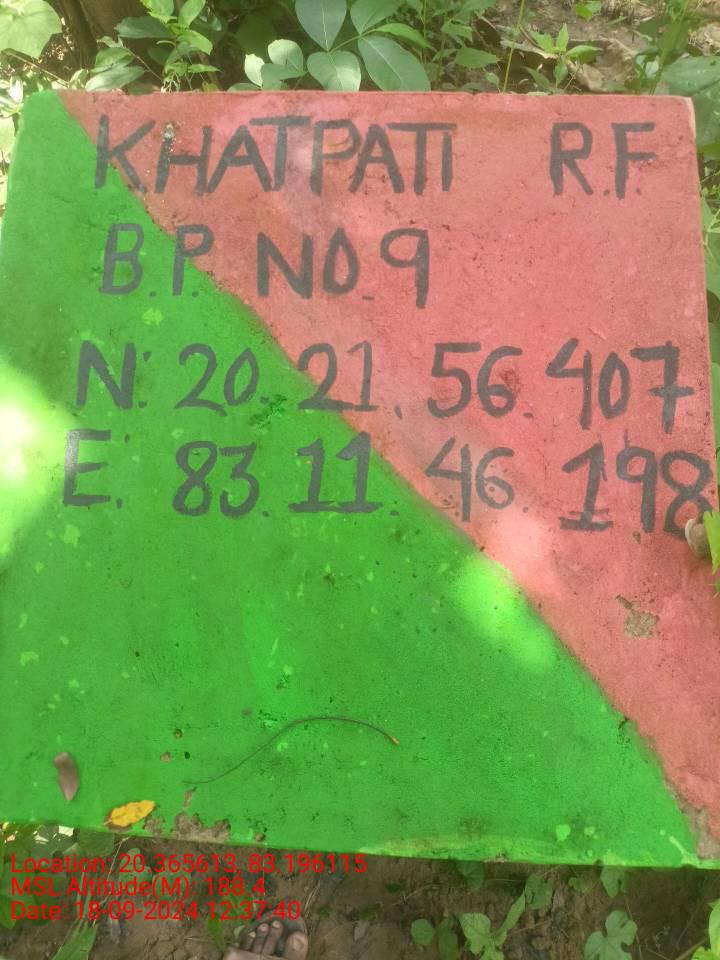 KHATPATI R.F.
B.P. NO.9
N: 20. 21. 56. 407
E. 83. 11. 46. 198
Location: 20.365613, 83.196115
MSL Altitude(M): 188.4
Date: 18-09-2024 12:37:40